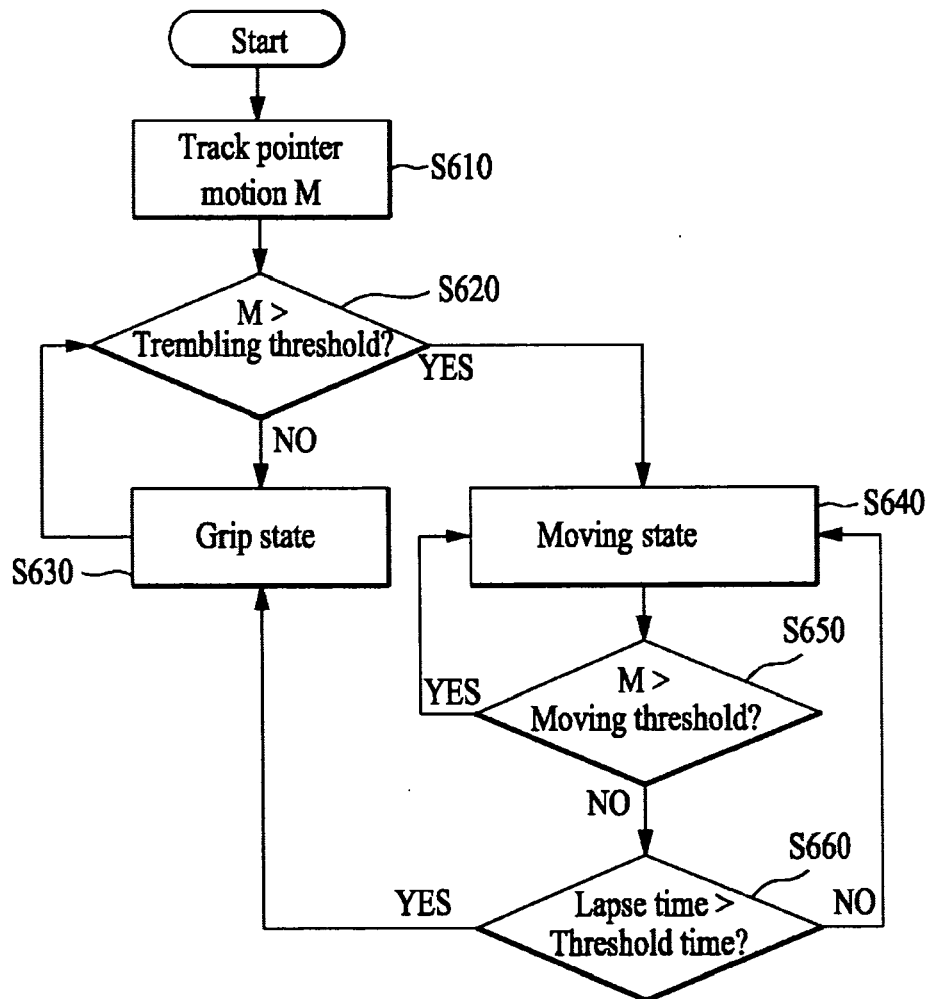 Start
Track pointer
motion M
S610
S620
M >
Trembling threshold?
YES
NO
Grip state
S630
Moving state
S640
S650
YES
M >
Moving threshold?
NO
S660
YES
Lapse time >
Threshold time?
NO